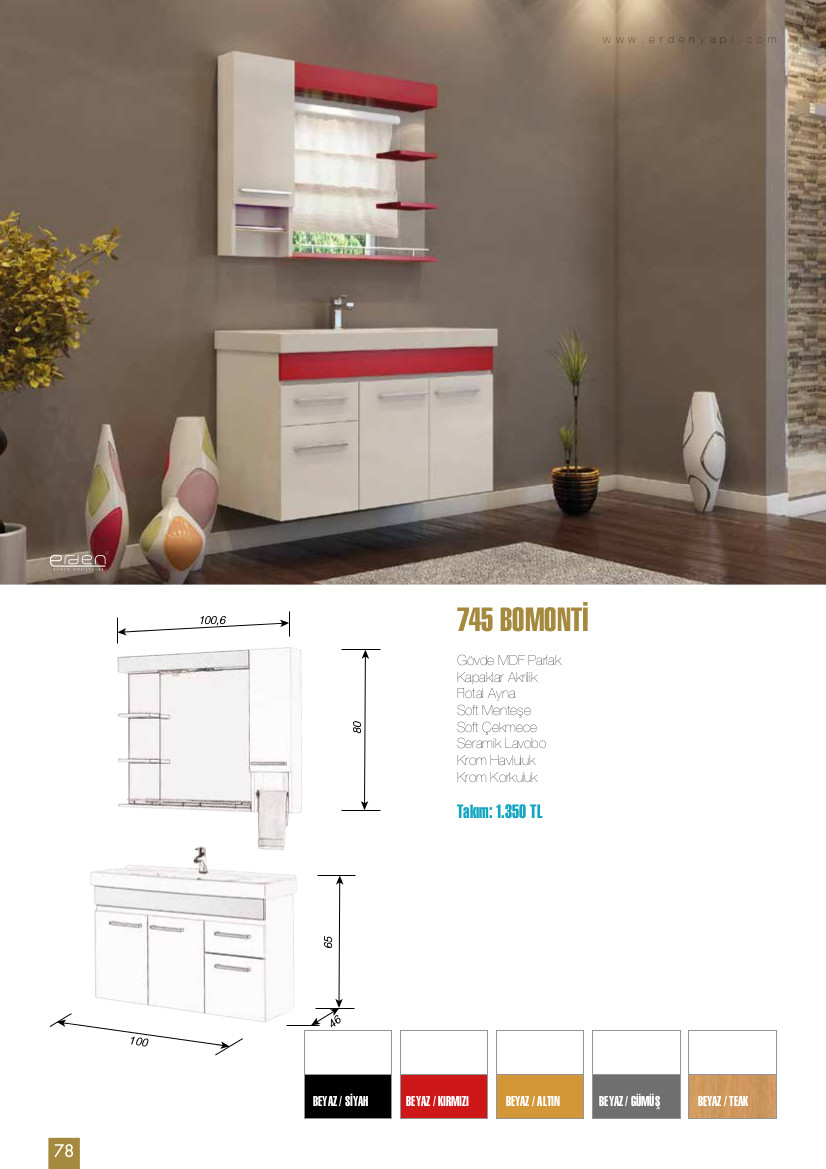 www.erdenyapi.com
erden
745 BOMONTİ
Gövde MDF Parlak
Kapaklar Akrilik
Flotal Ayna
Soft Menteşe
Soft Çekmece
Seramik Lavobo
Krom Havluluk
Krom Korkuluk
Takım: 1.350 TL
100,6
80
65
46
100
BEYAZ / SİYAH
BEYAZ / KIRMIZI
BEYAZ / ALTIN
BEYAZ / GÜMÜŞ
BEYAZ / TEAK
78